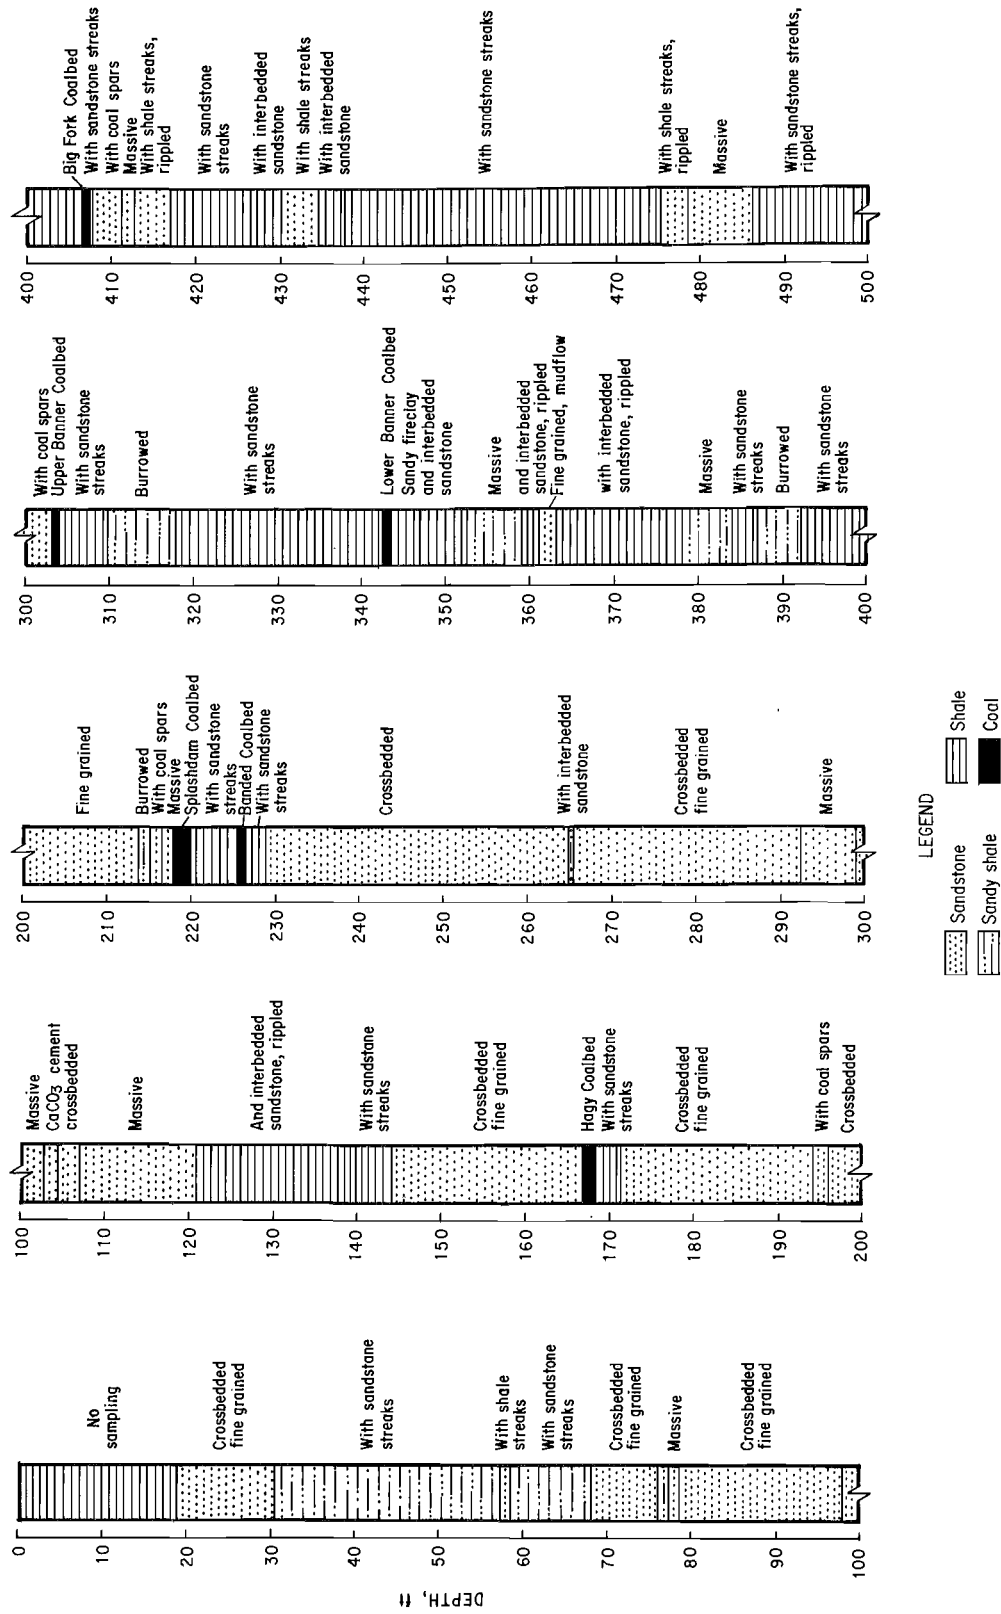 DEPTH, ft
0
10
20
30
40
50
60
70
80
90
100
No
sampling
Crossbedded
fine grained
With sandstane
streaks
With shale
streaks
With sandstone
streaks
Crossbedded
fine grained
Massive
Crossbedded
fine grained
100
110
120
130
140
150
160
170
180
190
200
Massive
CaCO3 cement
crossbedded
Massive
And interbedded
sandstone, rippled
With sandstane
streaks
Crossbedded
fine grained
Hagy Coalbed
With sandstone
streaks
Crossbedded
fine grained
With coal spars
Crossbedded
200
210
220
230
240
250
260
270
280
290
300
Fine grained
Burrowed
With coal spars
Massive
Splashdam Coalbed
With sandstone
streaks
Banded Coalbed
With sandstone
streaks
Crossbedded
With interbedded
sandstone
Crossbedded
fine grained
Massive
300
310
320
330
340
350
360
370
380
390
400
With coal spars
Upper Banner Coalbed
With sandstone
streaks
Burrowed
With sandstone
streaks
Lower Banner Coalbed
Sandy fireclay
and interbedded
sandstone
Massive
and interbedded
sandstone, rippled
Fine grained, mudflow
with interbedded
sandstone, rippled
Massive
With sandstone
streaks
Burrowed
With sandstone
streaks
400
410
420
430
440
450
460
470
480
490
500
Big Fork Coalbed
With sandstone streaks
With coal spars
Massive
With shale streaks,
rippled
With sandstone
streaks
With interbedded
sandstone
With shale streaks
With interbedded
sandstone
With sandstone streaks
With shale streaks,
rippled
Massive
With sandstone streaks,
rippled
LEGEND
Sandstone
Shale
Sandy shale
Coal